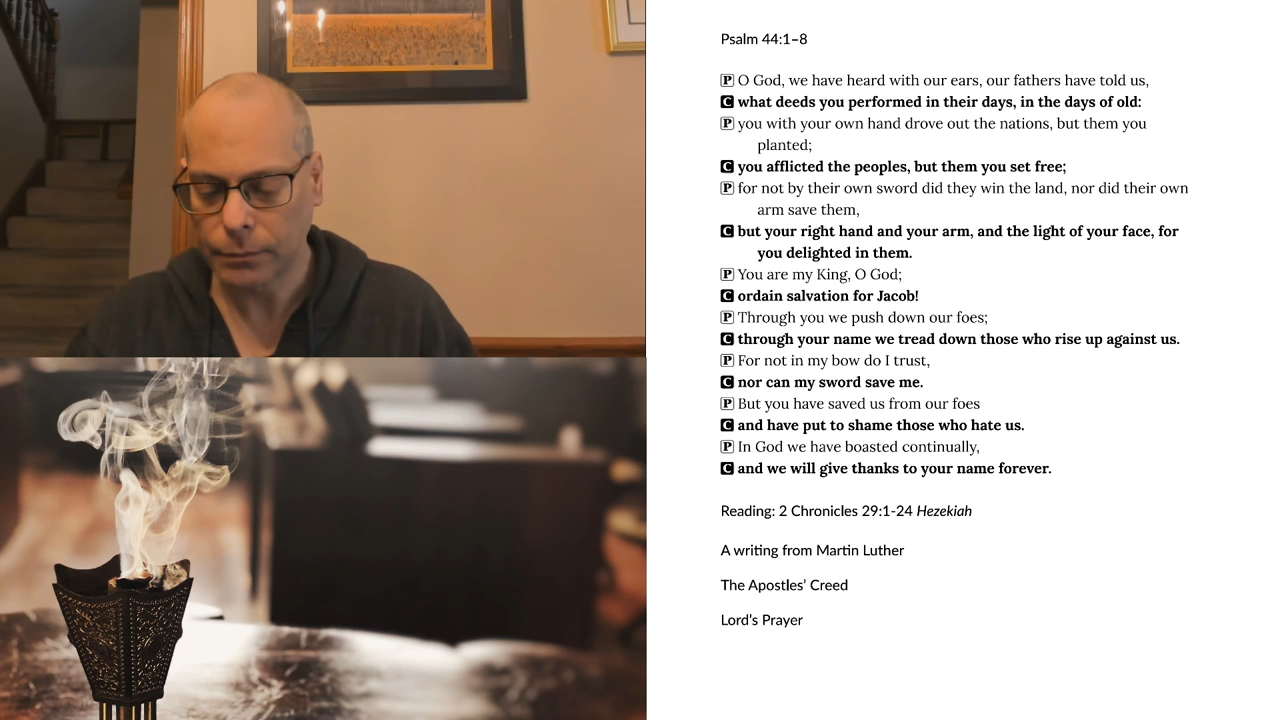 Psalm 44:1–8
P O God, we have heard with our ears, our fathers have told us,
C what deeds you performed in their days, in the days of old:
P you with your own hand drove out the nations, but them you
planted;
C you afflicted the peoples, but them you set free;
P for not by their own sword did they win the land, nor did their own
arm save them,
C but your right hand and your arm, and the light of your face, for
you delighted in them.
P You are my King, O God;
C ordain salvation for Jacob!
P Through you we push down our foes;
C through your name we tread down those who rise up against us.
P For not in my bow do I trust,
C nor can my sword save me.
P But you have saved us from our foes
C and have put to shame those who hate us.
P In God we have boasted continually,
C and we will give thanks to your name forever.
Reading: 2 Chronicles 29:1-24 Hezekiah
A writing from Martin Luther
The Apostles’ Creed
Lord’s Prayer